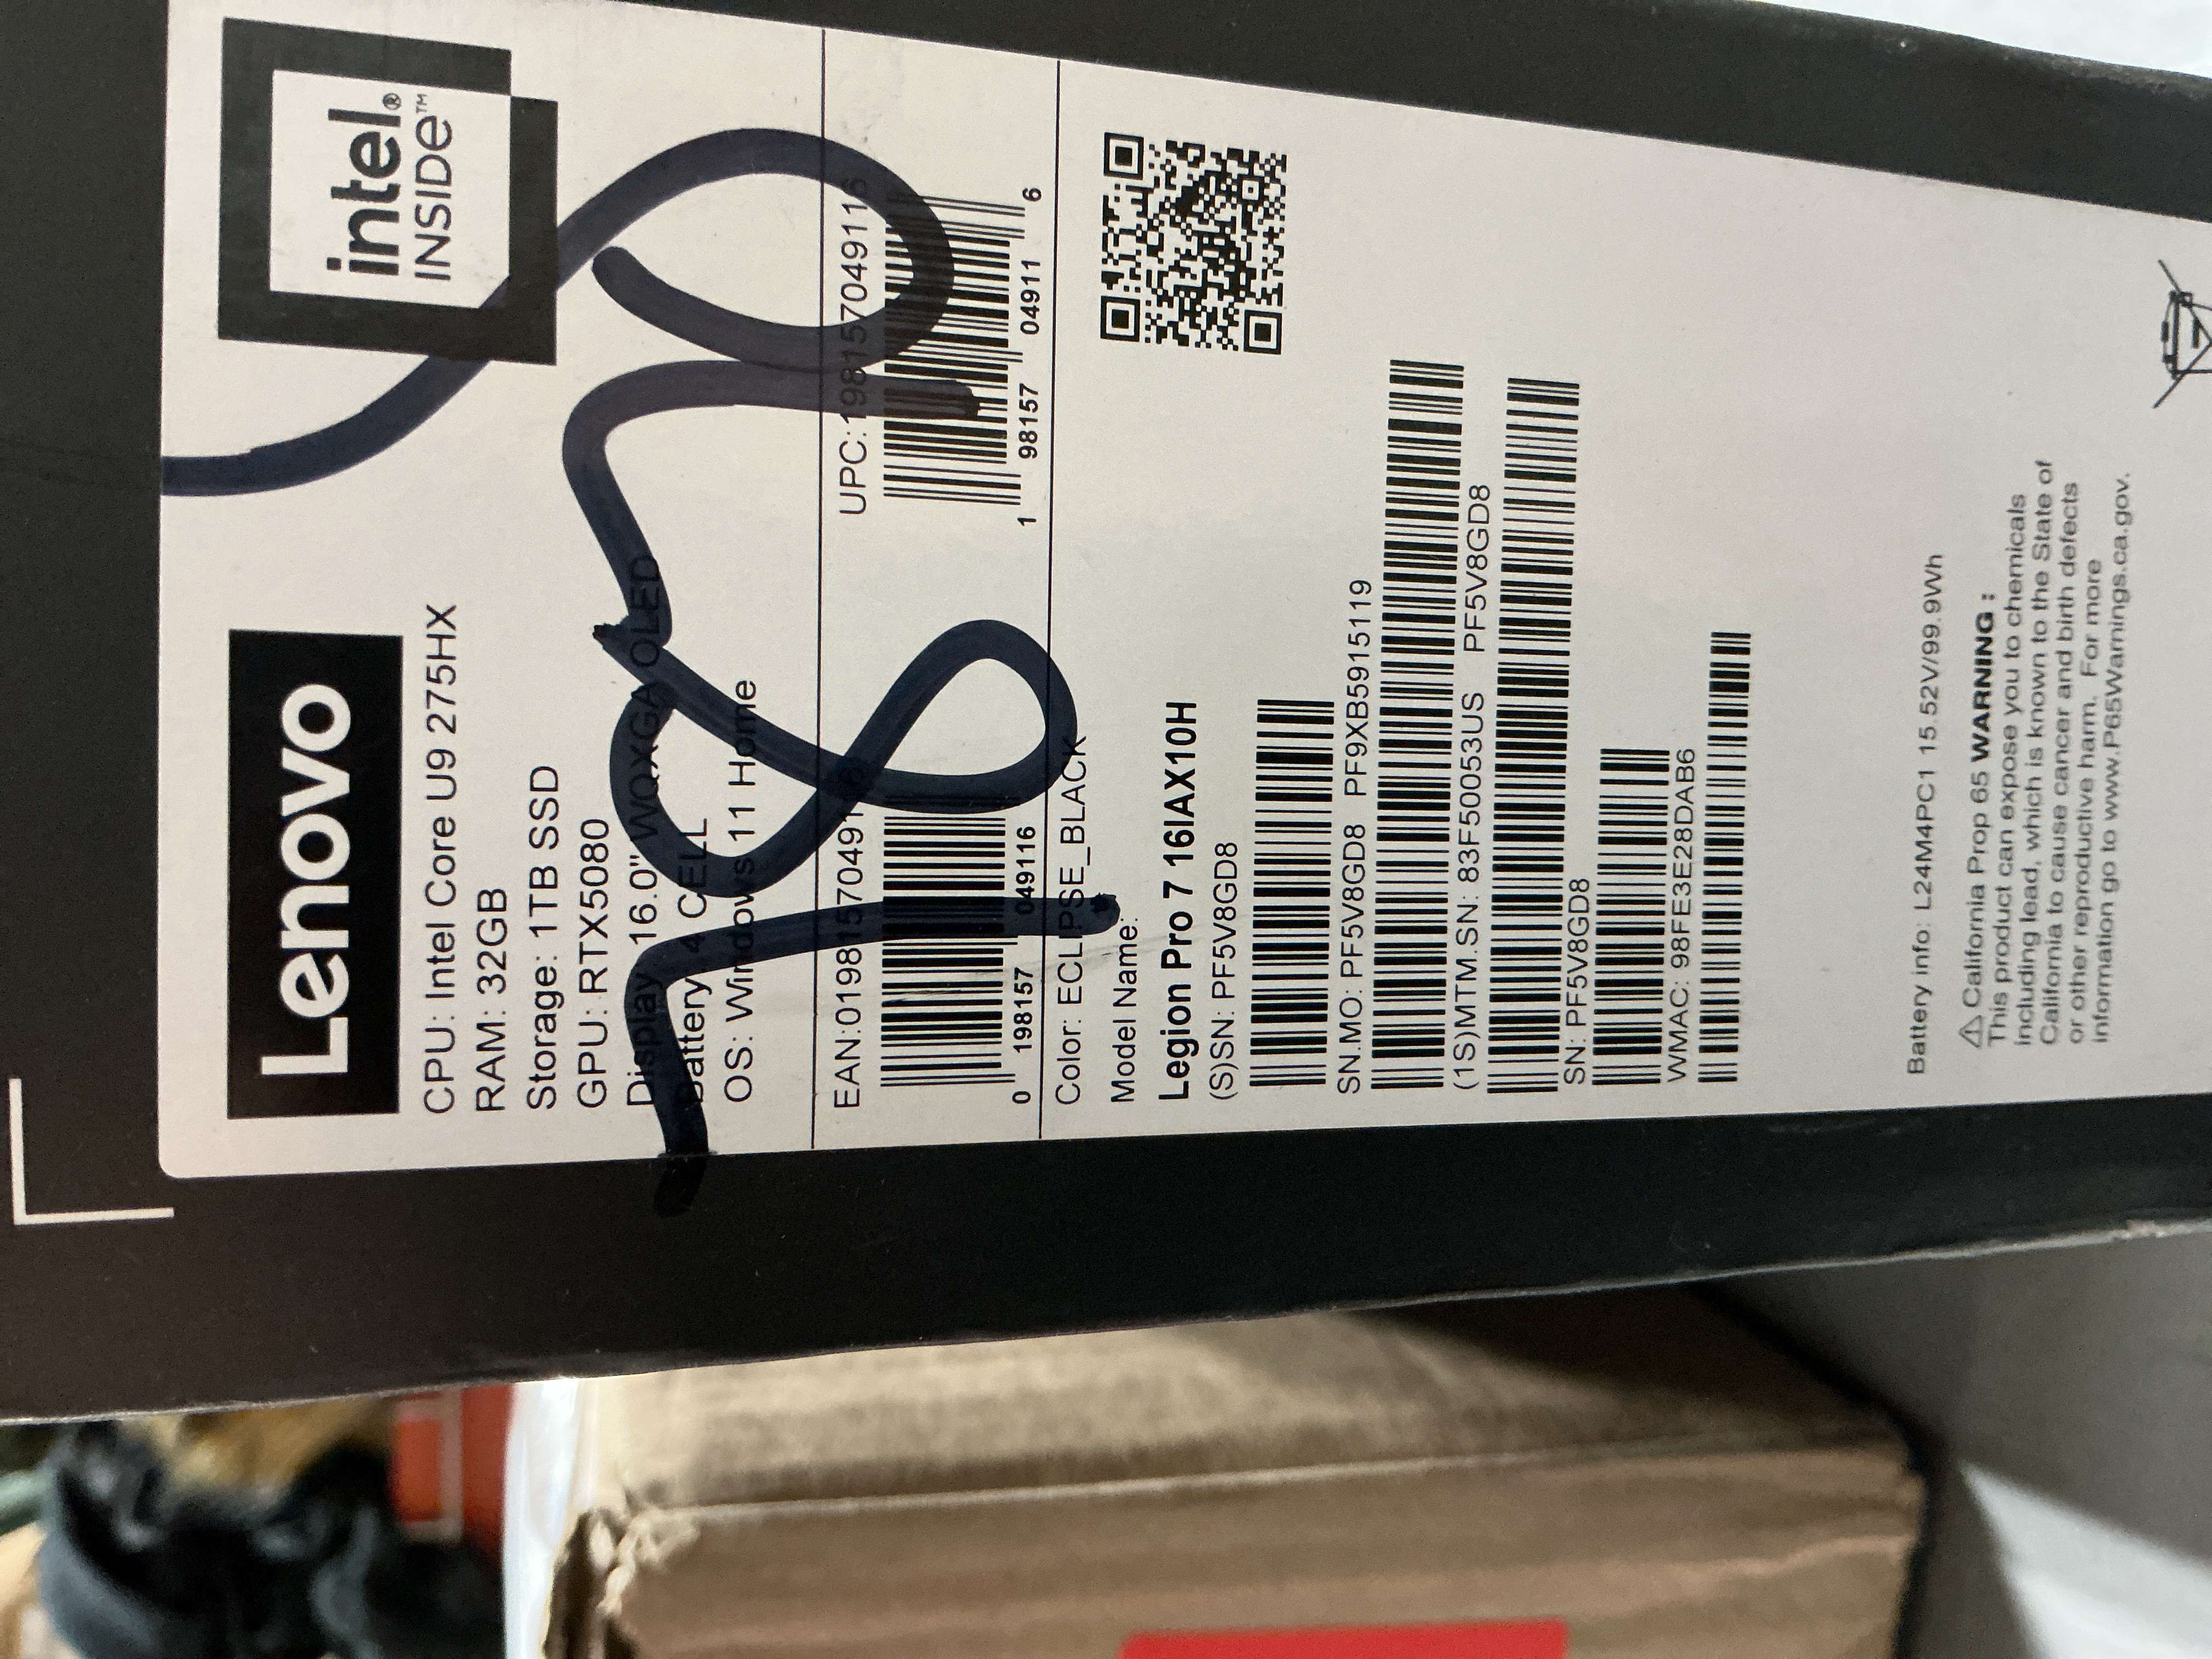 Lenovo
intel®
INSIDE™
CPU: Intel Core U9 275HX
RAM: 32GB
Storage: 1TB SSD
GPU: RTX5080
Display 16.0" WQXGA OLED
Battery 4 CELL
OS: Windows 11 Home
EAN:0198157049116
0 198157 049116
UPC:198157049116
1 98157 04911 6
Color: ECLIPSE_BLACK
Model Name:
Legion Pro 7 16IAX10H
(S)SN: PF5V8GD8
SN.MO: PF5V8GD8 PF9XB5915119
(1S)MTM.SN: 83F50053US PF5V8GD8
SN: PF5V8GD8
WMAC: 98FE3E28DAB6
Battery info: L24M4PC1 15.52V/99.9Wh
⚠ California Prop 65 WARNING :
This product can expose you to chemicals
including lead, which is known to the State of
California to cause cancer and birth defects
or other reproductive harm. For more
information go to www.P65Warnings.ca.gov.